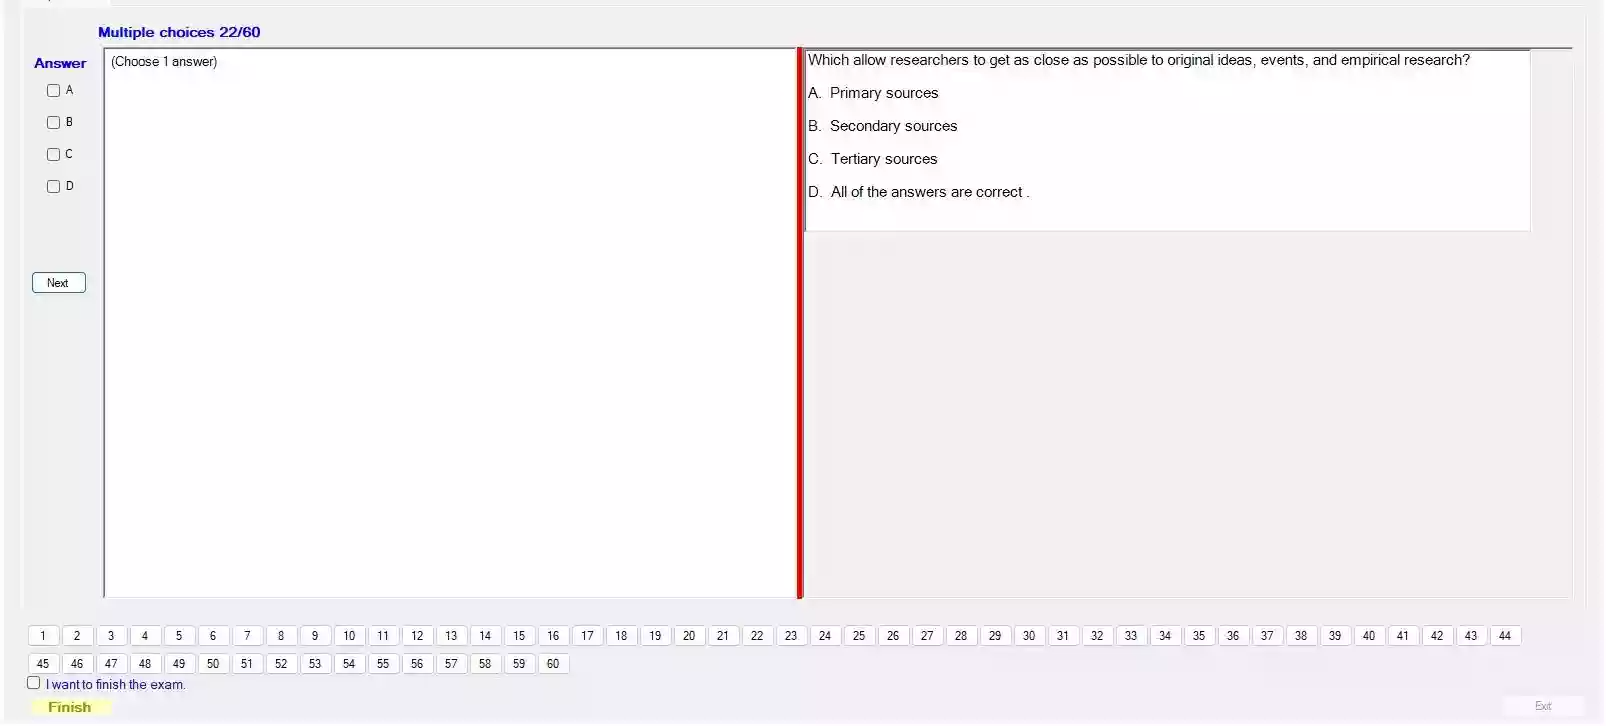 Multiple choices 22/60
Answer
(Choose 1 answer)
A
B
C
D
Next
Which allow researchers to get as close as possible to original ideas, events, and empirical research?
A. Primary sources
B. Secondary sources
C. Tertiary sources
D. All of the answers are correct .
1 2 3 4 5 6 7 8 9 10 11 12 13 14 15 16 17 18 19 20 21 22 23 24 25 26 27 28 29 30 31 32 33 34 35 36 37 38 39 40 41 42 43 44
45 46 47 48 49 50 51 52 53 54 55 56 57 58 59 60
I want to finish the exam.
Finish
Exit